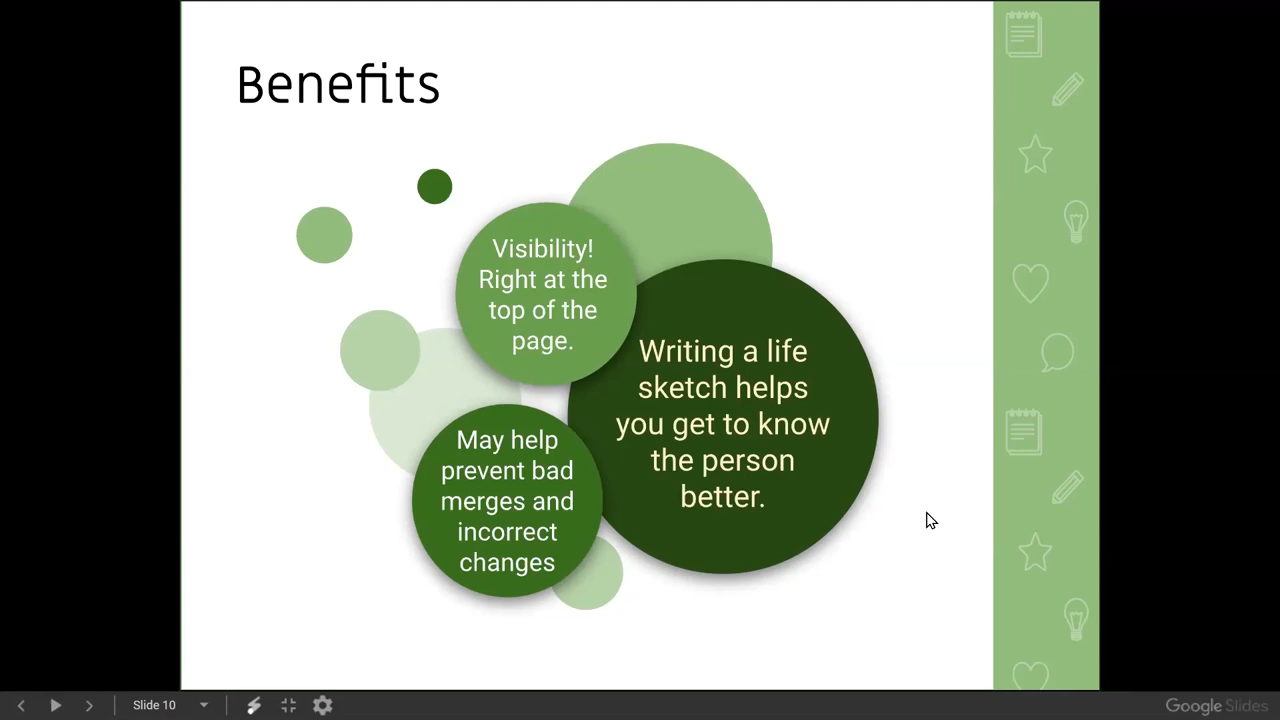 Benefits
Visibility!
Right at the
top of the
page.
Writing a life
sketch helps
you get to know
the person
better.
May help
prevent bad
merges and
incorrect
changes
Slide 10
Google Slides